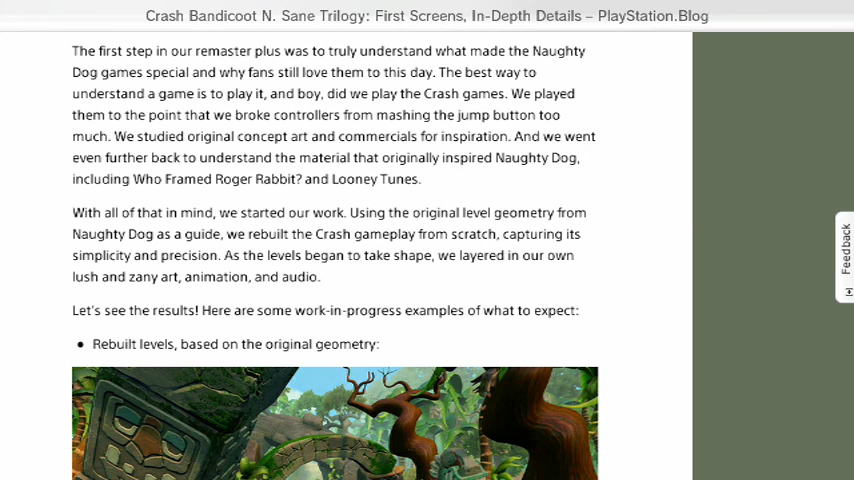 Crash Bandicoot N. Sane Trilogy: First Screens, In-Depth Details – PlayStation.Blog
The first step in our remaster plus was to truly understand what made the Naughty
Dog games special and why fans still love them to this day. The best way to
understand a game is to play it, and boy, did we play the Crash games. We played
them to the point that we broke controllers from mashing the jump button too
much. We studied original concept art and commercials for inspiration. And we went
even further back to understand the material that originally inspired Naughty Dog,
including Who Framed Roger Rabbit? and Looney Tunes.
With all of that in mind, we started our work. Using the original level geometry from
Naughty Dog as a guide, we rebuilt the Crash gameplay from scratch, capturing its
simplicity and precision. As the levels began to take shape, we layered in our own
lush and zany art, animation, and audio.
Let's see the results! Here are some work-in-progress examples of what to expect:
● Rebuilt levels, based on the original geometry:
Feedback